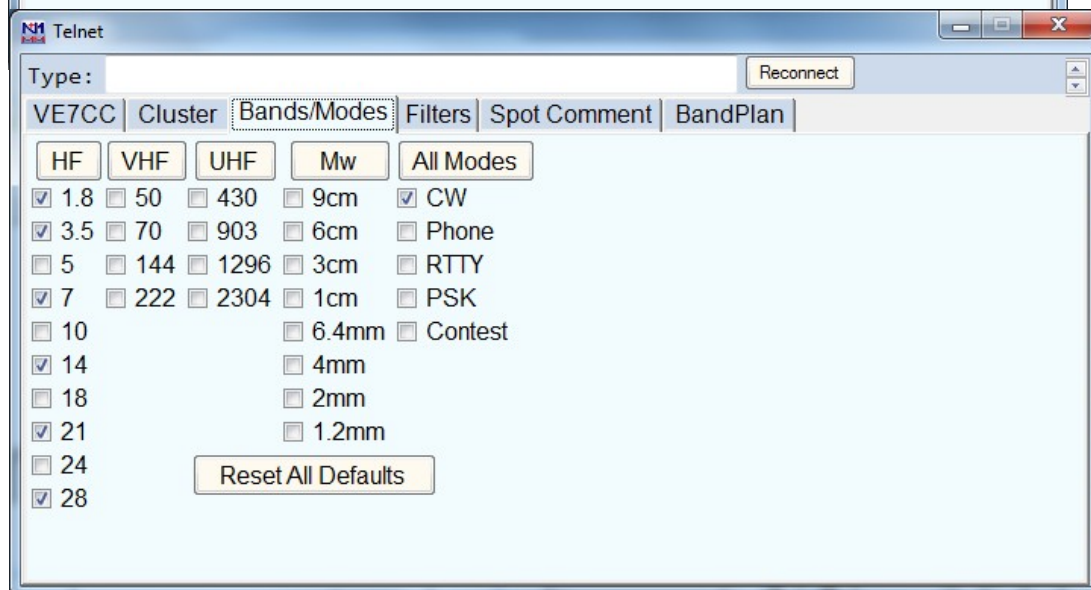 N1 MM Telnet
Type: Reconnect
VE7CC Cluster Bands/Modes Filters Spot Comment BandPlan
HF VHF UHF Mw All Modes
1.8 50 430 9cm CW
3.5 70 903 6cm Phone
5 144 1296 3cm RTTY
7 222 2304 1cm PSK
10 6.4mm Contest
14 4mm
18 2mm
21 1.2mm
24 Reset All Defaults
28